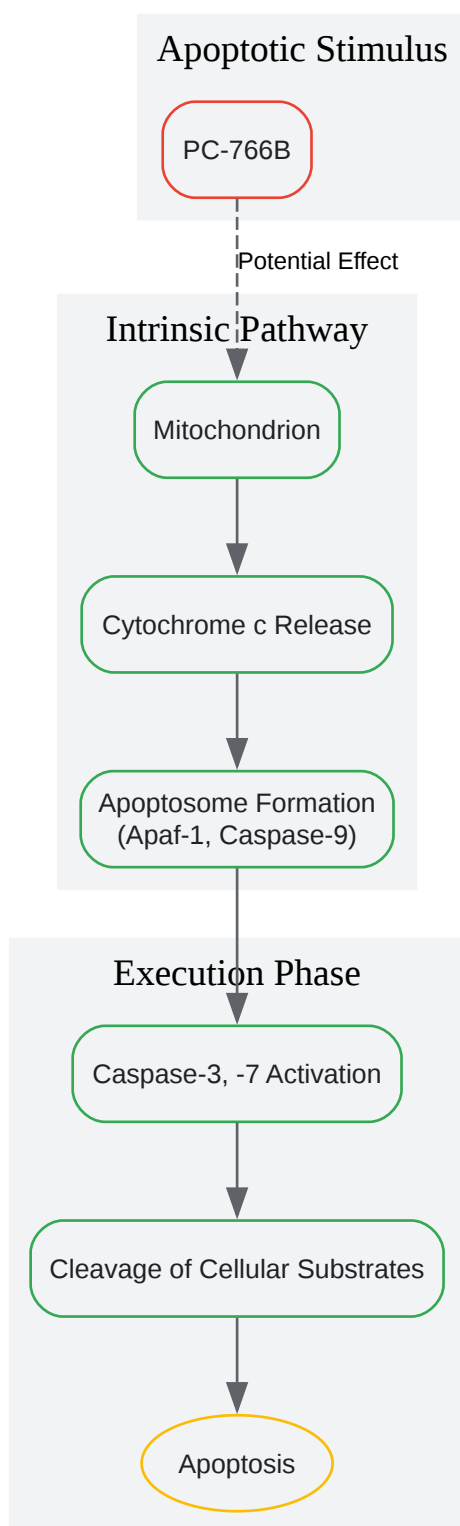 Apoptotic Stimulus
PC-766B
Potential Effect
Intrinsic Pathway
Mitochondrion
Cytochrome c Release
Apoptosome Formation
(Apaf-1, Caspase-9)
Execution Phase
Caspase-3, -7 Activation
Cleavage of Cellular Substrates
Apoptosis